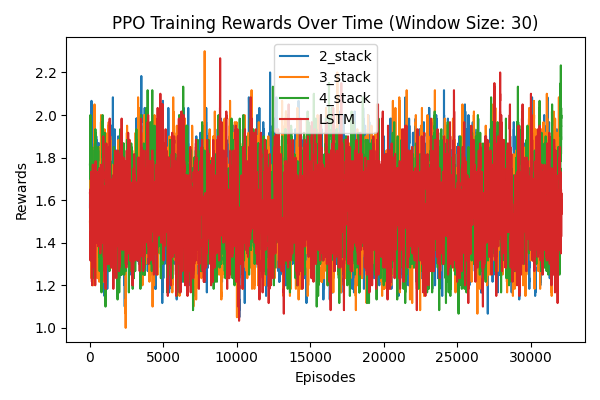 PPO Training Rewards Over Time (Window Size: 30)
2_stack
3_stack
4_stack
LSTM
Rewards
2.2
2.0
1.8
1.6
1.4
1.2
1.0
0
5000
10000
15000
20000
25000
30000
Episodes